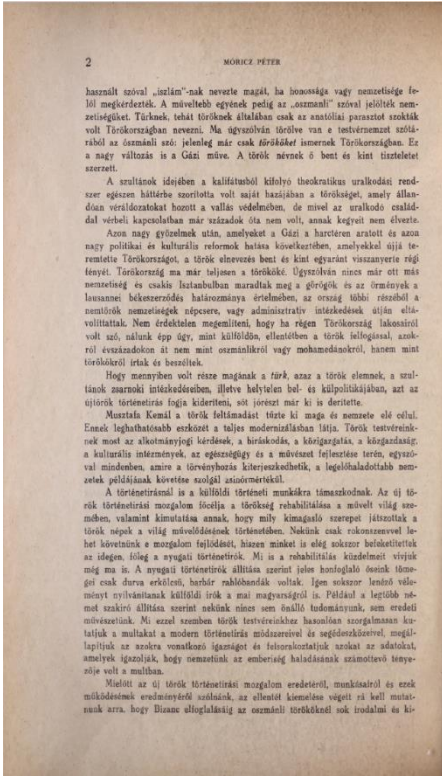 2
MÓRICZ PÉTER
használt szóval „iszlám"-nak nevezte magát, ha honossága vagy nemzetisége fe-
lől megkérdezték. A műveltebb egyének pedig az „oszmanli" szóval jelölték nem-
zetiségüket. Türknek, tehát töröknek általában csak az anatóliai parasztot szokták
volt Törökországban nevezni. Ma úgyszólván törölve van e testvérnemzet szótá-
rából az oszmánli szó: jelenleg már csak törököket ismernek Törökországban. Ez
a nagy változás is a Gázi műve. A török névnek ő bent és kint tiszteletet
szerzett.
A szultánok idejében a kalifátusból kifolyó theokratikus uralkodási rend-
szer egészen háttérbe szorította volt saját hazájában a törökséget, amely állan-
dóan véráldozatokat hozott a vallás védelmében, de mivel az uralkodó család-
dal vérbeli kapcsolatban már századok óta nem volt, annak kegyeit nem élvezte.
Azon nagy győzelmek után, amelyeket a Gázi a harctéren aratott és azon
nagy politikai és kulturális reformok hatása következtében, amelyekkel újjá te-
remtette Törökországot, a török elnevezés bent és kint egyaránt visszanyerte régi
fényét. Törökország ma már teljesen a törököké. Úgyszólván nincs már ott más
nemzetiség és csakis Isztanbulban maradtak meg a görögök és az örmények a
lausannei békeszerződés határozmánya értelmében, az ország többi részéből a
nemtörök nemzetiségek népcsere, vagy adminisztratív intézkedések útján eltá-
volíttattak. Nem érdektelen megemlíteni, hogy ha régen Törökország lakosairól
volt szó, nálunk épp úgy, mint külföldön, ellentétben a török felfogással, azok-
ról évszázadokon át nem mint oszmánlikról vagy mohamedánokról, hanem mint
törökökről írtak és beszéltek.
Hogy mennyiben volt része magának a türk, azaz a török elemnek, a szul-
tánok zsarnoki intézkedéseiben, illetve helytelen bel- és külpolitikájában, azt az
újtörök történetírás fogja kideríteni, sőt jórészt már ki is derítette.
Musztafa Kemál a török feltámadást tűzte ki maga és nemzete elé célul.
Ennek leghathatósabb eszközét a teljes modernizálásban látja. Török testvéreink-
nek most az alkotmányjogi kérdések, a bíráskodás, a közigazgatás, a közgazdaság,
a kulturális intézmények, az egészségügy és a művészet fejlesztése terén, egyszó-
val mindenben, amire a törvényhozás kiterjeszkedhetik, a legelőhaladottabb nem-
zetek példájának követése szolgál zsinórmértékül.
A történetírásnál is a külföldi történeti munkákra támaszkodnak. Az új tö-
rök történetírási mozgalom főcélja a törökség rehabilitálása a művelt világ sze-
mében, valamint kimutatása annak, hogy mily kimagasló szerepet játszottak a
török népek a világ művelődésének történetében. Nekünk csak rokonszenvvel le-
het követnünk e mozgalom fejlődését, hiszen minket is elég sokszor befeketítettek
az idegen, főleg a nyugati történetírók. Mi is a rehabilitálás küzdelmeit vívjuk
még ma is. A nyugati történetírók állítása szerint jeles honfoglaló őseink töme-
gei csak durva erkölcsű, barbár rablóbandák voltak. Igen sokszor lenéző véle-
ményt nyilvánítanak külföldi írók a mai magyarságról is. Például a legtöbb né-
met szakíró állítása szerint nekünk nincs sem önálló tudományunk, sem eredeti
művészetünk. Mi ezzel szemben török testvéreinkhez hasonlóan szorgalmasan ku-
tatjuk a multakat a modern történetírás módszereivel és segédeszközeivel, megál-
lapítjuk az azokra vonatkozó igazságot és felsorakoztatjuk azokat az adatokat,
amelyek igazolják, hogy nemzetünk az emberiség haladásának számottevő ténye-
zője volt a multban.
Mielőtt az új török történetírási mozgalom eredetéről, munkásairól és ezek
működésének eredményéről szólnánk, az ellentét kiemelése végett rá kell mutat-
nunk arra, hogy Bizánc elfoglalásáig az oszmánli törököknél sok irodalmi és ki-